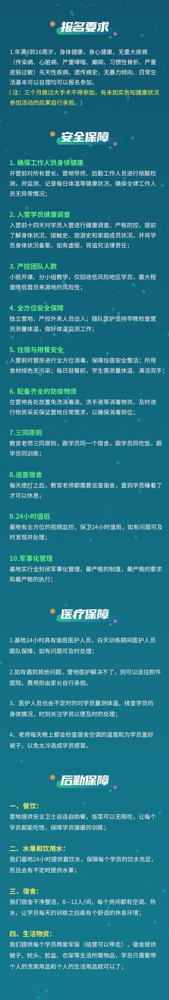 报名要求
1.年满6到16周岁，身体健康，身心健康，无重大疾病
（传染病、心脏病、严重哮喘、癫痫、习惯性骨折、严重
皮肤过敏）先天性疾病、遗传病史，无暴力倾向、日常生
活基本可以自理均可以报名参加。
（注：三个月做过大手术不得参加，有未如实告知健康状况
参加活动的后果自行承担。）
安全保障
1. 确保工作人员身体健康
开营前对所有营长、营地导师、后勤工作人员进行核酸检
测，并监测、记录每日体温等健康状况，确保全体工作人
员无异常情况；
2. 入营学员健康调查
入营前十四天对学员入营进行健康调查、严格防控，提前
了解身体状况、接触史、旅游史和家庭成员状况，并将学
员身体状况备案，如有虚报，将追究法律责任；
3. 严控团队人数
小班开课、分小组教学，仅招收低风险地区学员，最大程
度降低营员来源地的风险性；
4. 全方位安全保障
独立营地，严控外来人员出入；随队医护坚持早晚检查营
员测量体温，做好体温监测工作；
5. 住宿与用餐安全
入营前对营房进行全方位消毒，保障住宿安全整洁；所用
食材绿色无污染；每日就餐前，学生需测量体温、清洁双手；
6. 配备齐全的防疫物资
在营地各处放置免洗消毒液、洗手液等消毒物资，及时进
行物资采买保证营地日常需求，以确保消毒到位；
7.三同原则
教官老师三同原则，跟学员同一个宿舍，跟学员同吃饭，跟
学员同训练；
8.巡查宿舍
每天熄灯之后，教官老师都需要巡查宿舍，直到学员睡着了
才可以休息；
9.24小时值班
基地有全方位的视频监控，保卫24小时值班，如有问题可及
时发现并处理；
10.军事化管理
基地实行全封闭军事化管理，最严格的制度，最严格的要求
和最严格的执行；
医疗保障
1.基地24小时具有值班医护人员，白天训练期间医护人员
跟队保障，如有问题可及时处理；
2.如有遇到其他问题，营地医护解决不了，则可以送往附件
医院，费用则由家长自行承担。
3、医护人员也会不定时的对学员量测体温，排查学员的
身体情况，时刻关注学员以便及时的处理；
4、老师每天晚上都会检查宿舍空调的温度和为学员盖好
被子，以免太冷造成学员感冒。
后勤保障
一、餐饮：
营地提供安全卫士自选自助餐，饭菜可以无限吃，让每个
学员都能吃饱，保障学员健康的训练；
二、水果和饮用水：
我们基地24小时提供直饮水，保障每个学员的饮水充足，
而且会有不定时提供水果；
三、宿舍：
我们宿舍干净整洁，8—12人/间，每个房间都有空调、热
水，让学员每天的训练之后能有个舒适的休息环境；
四、生活物资：
我们提供每个学员两套军装（结营可以带走），宿舍提供
被子、枕头、脸盆、衣架等生活所需物品，学员只需要带
个人的洗漱用品和个人的生活用品就可以了；